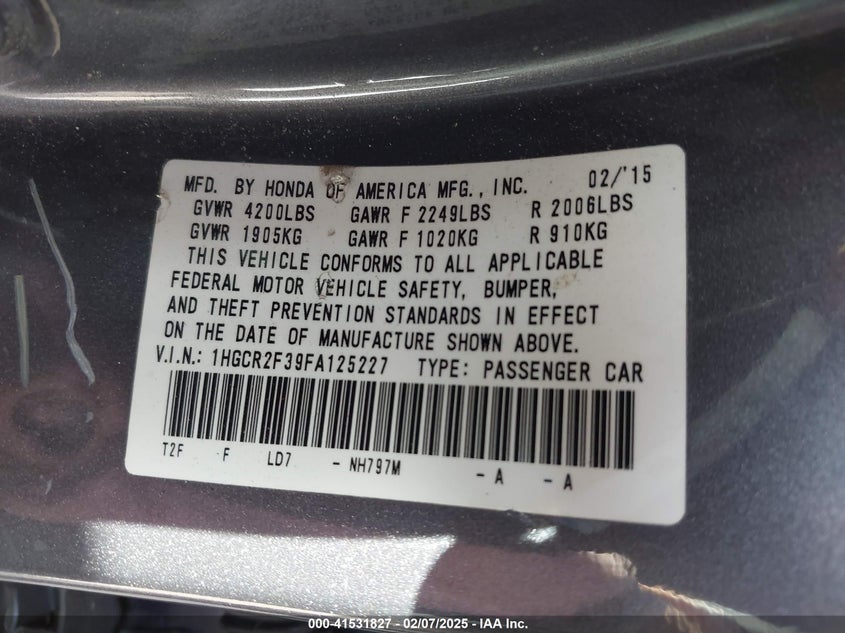 MFD. BY HONDA OF AMERICA MFG., INC. 02/'15
GVWR 4200LBS GAWR F 2249LBS R 2006LBS
GVWR 1905KG GAWR F 1020KG R 910KG
THIS VEHICLE CONFORMS TO ALL APPLICABLE
FEDERAL MOTOR VEHICLE SAFETY, BUMPER,
AND THEFT PREVENTION STANDARDS IN EFFECT
ON THE DATE OF MANUFACTURE SHOWN ABOVE.
V.I.N.: 1HGCR2F39FA125227 TYPE: PASSENGER CAR
T2F F LD7 - NH797M - A - A
000-41531827 - 02/07/2025 - IAA Inc.